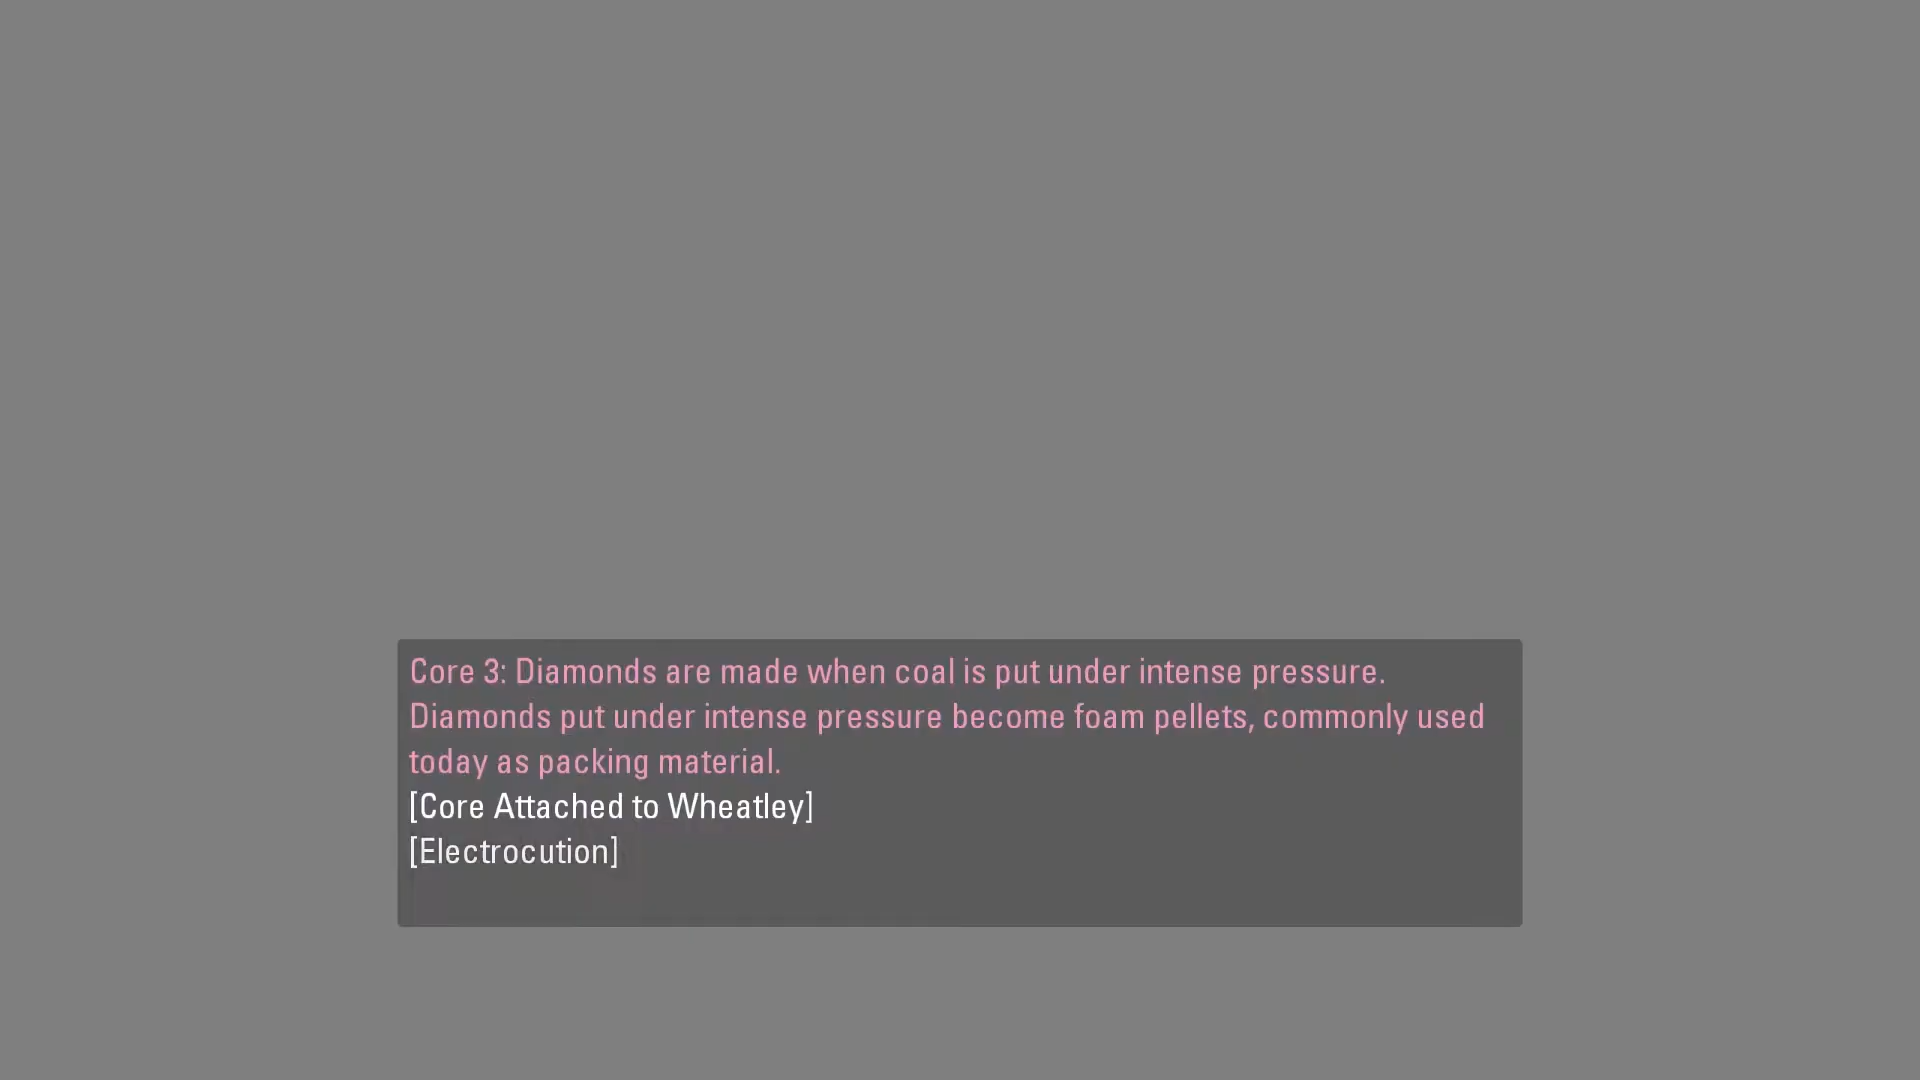 Core 3: Diamonds are made when coal is put under intense pressure.
Diamonds put under intense pressure become foam pellets, commonly used
today as packing material.
[Core Attached to Wheatley]
[Electrocution]